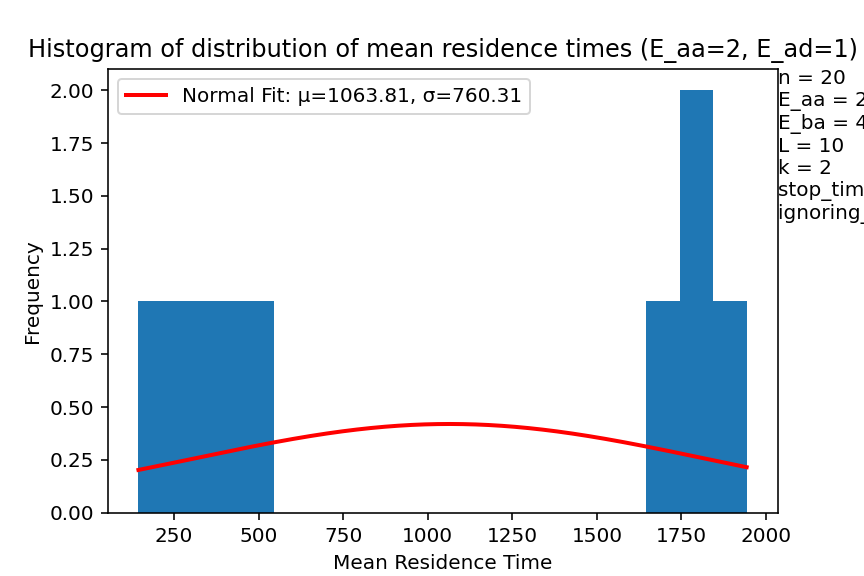 Histogram of distribution of mean residence times (E_aa=2, E_ad=1)
Normal Fit: μ=1063.81, σ=760.31
n = 20
E_aa = 2
E_ba = 4
L = 10
k = 2
stop_tim
ignoring_
2.00
1.75
1.50
1.25
1.00
0.75
0.50
0.25
0.00
Frequency
250 500 750 1000 1250 1500 1750 2000
Mean Residence Time